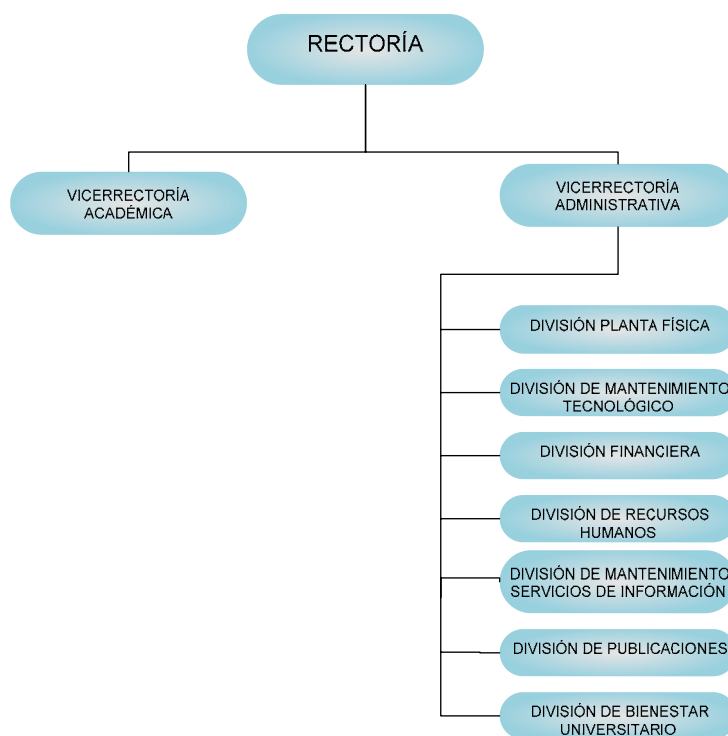 RECTORÍA
VICERRECTORÍA
ACADÉMICA
VICERRECTORÍA
ADMINISTRATIVA
DIVISIÓN PLANTA FÍSICA
DIVISIÓN DE MANTENIMIENTO
TECNOLÓGICO
DIVISIÓN FINANCIERA
DIVISIÓN DE RECURSOS
HUMANOS
DIVISIÓN DE MANTENIMIENTO
SERVICIOS DE INFORMACIÓN
DIVISIÓN DE PUBLICACIONES
DIVISIÓN DE BIENESTAR
UNIVERSITARIO